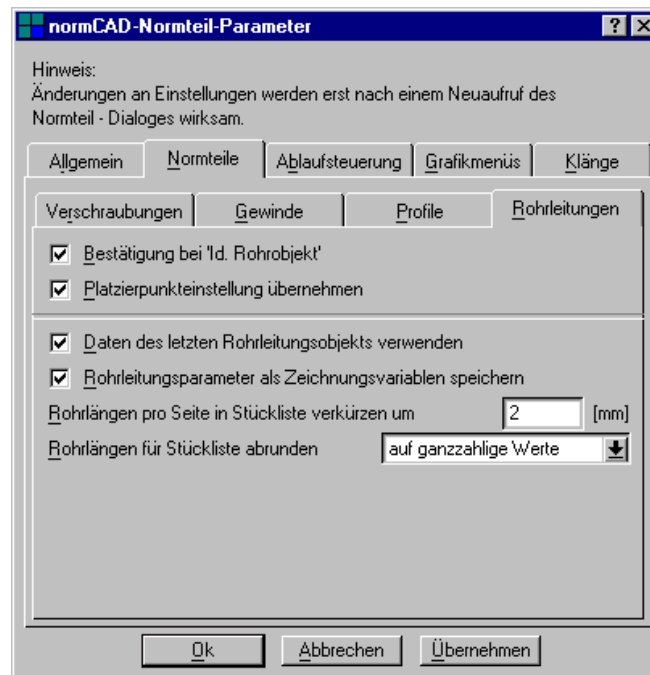 normCAD-Normteil-Parameter
Hinweis:
Änderungen an Einstellungen werden erst nach einem Neuaufruf des
Normteil - Dialoges wirksam.
Allgemein Normteile Ablaufsteuerung Grafikmenüs Klänge
Verschraubungen Gewinde Profile Rohrleitungen
Bestätigung bei 'Id. Rohrobjekt'
Platzierpunkteinstellung übernehmen
Daten des letzten Rohrleitungsobjekts verwenden
Rohrleitungsparameter als Zeichnungsvariablen speichern
Rohrlängen pro Seite in Stückliste verkürzen um 2 [mm]
Rohrlängen für Stückliste abrunden auf ganzzahlige Werte
Ok Abbrechen Übernehmen